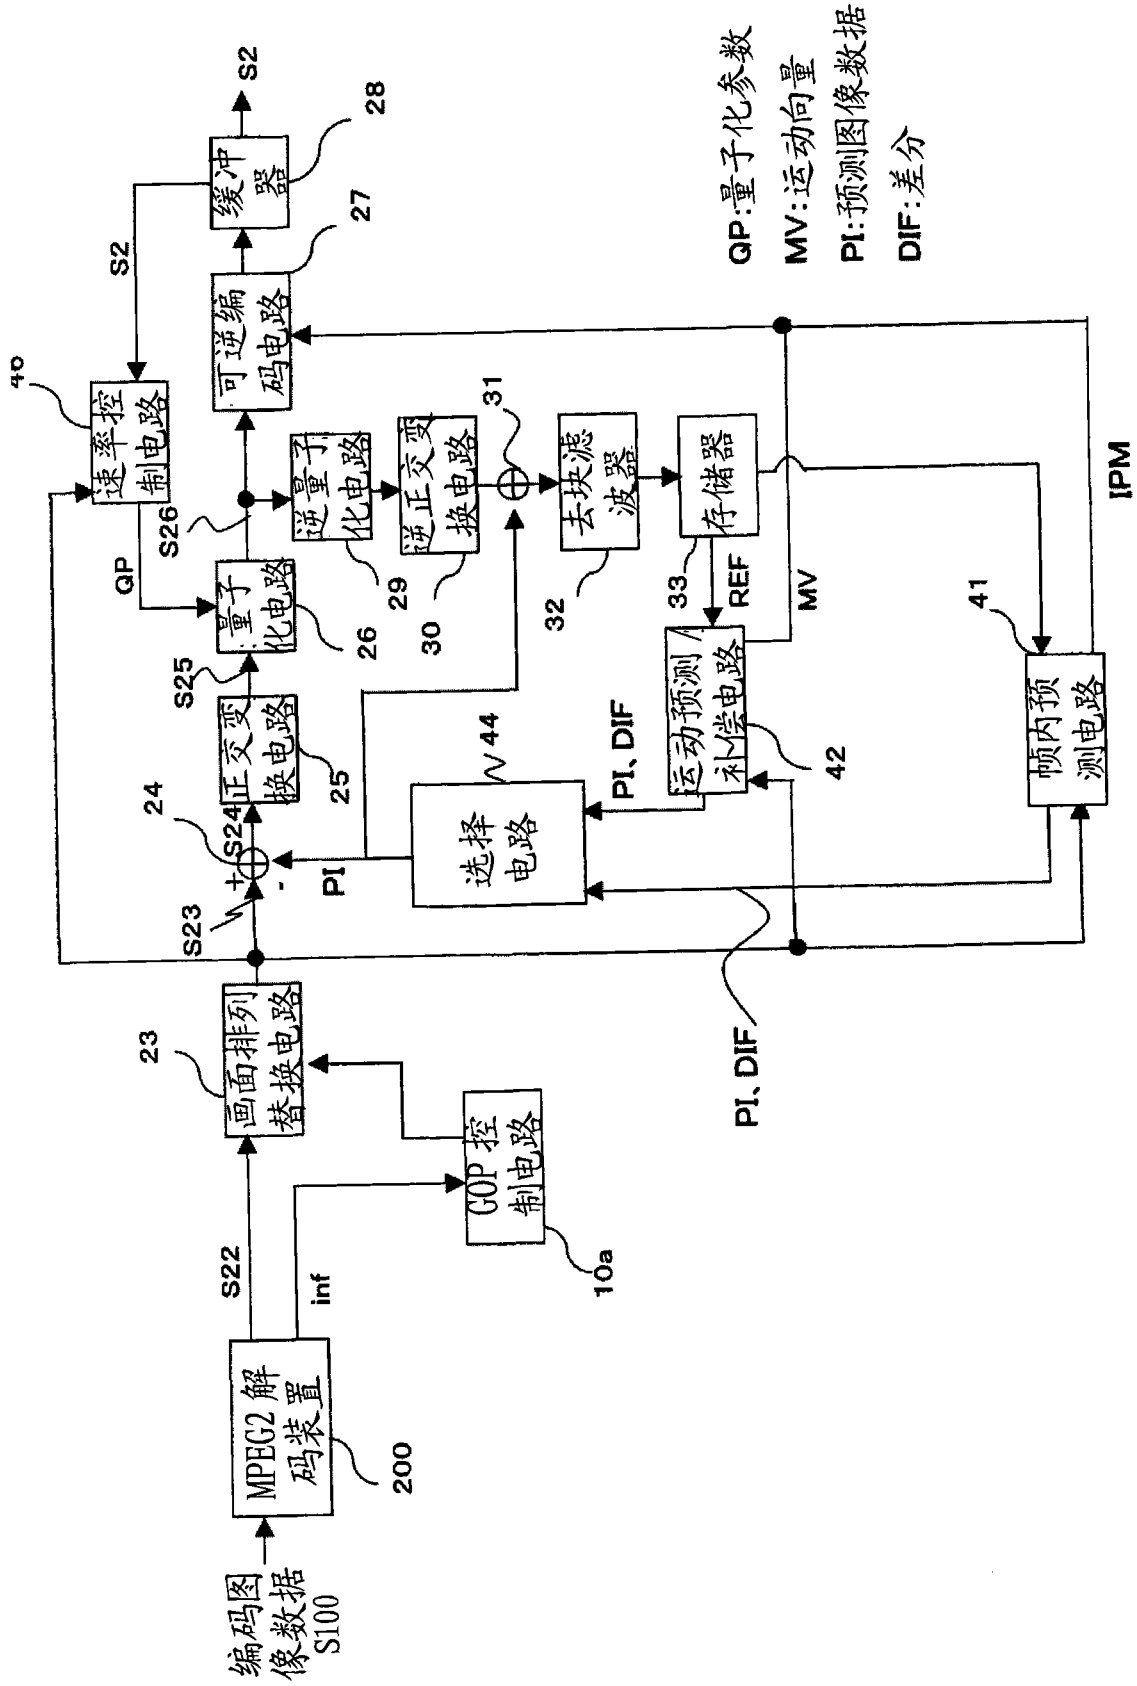 编码图
像数据
S100
MPEG2解
码装置
200
S22
inf
GOP 控
制电路
10a
画面排列
替换电路
23
S23
+
-
24
S24
正交变
换电路
25
S25
量子
化电路
26
QP
S26
速率控
制电路
40
S2
可逆编
码电路
27
缓冲
器
28
S2
逆量子
化电路
29
逆正交变
换电路
30
31
去块滤
波器
32
存储器
33
REF
运动预测/
补偿电路
42
MV
PI
选择
电路
44
PI、DIF
PI、DIF
帧内预
测电路
41
IPM
QP:量子化参数
MV:运动向量
PI:预测图像数据
DIF:差分